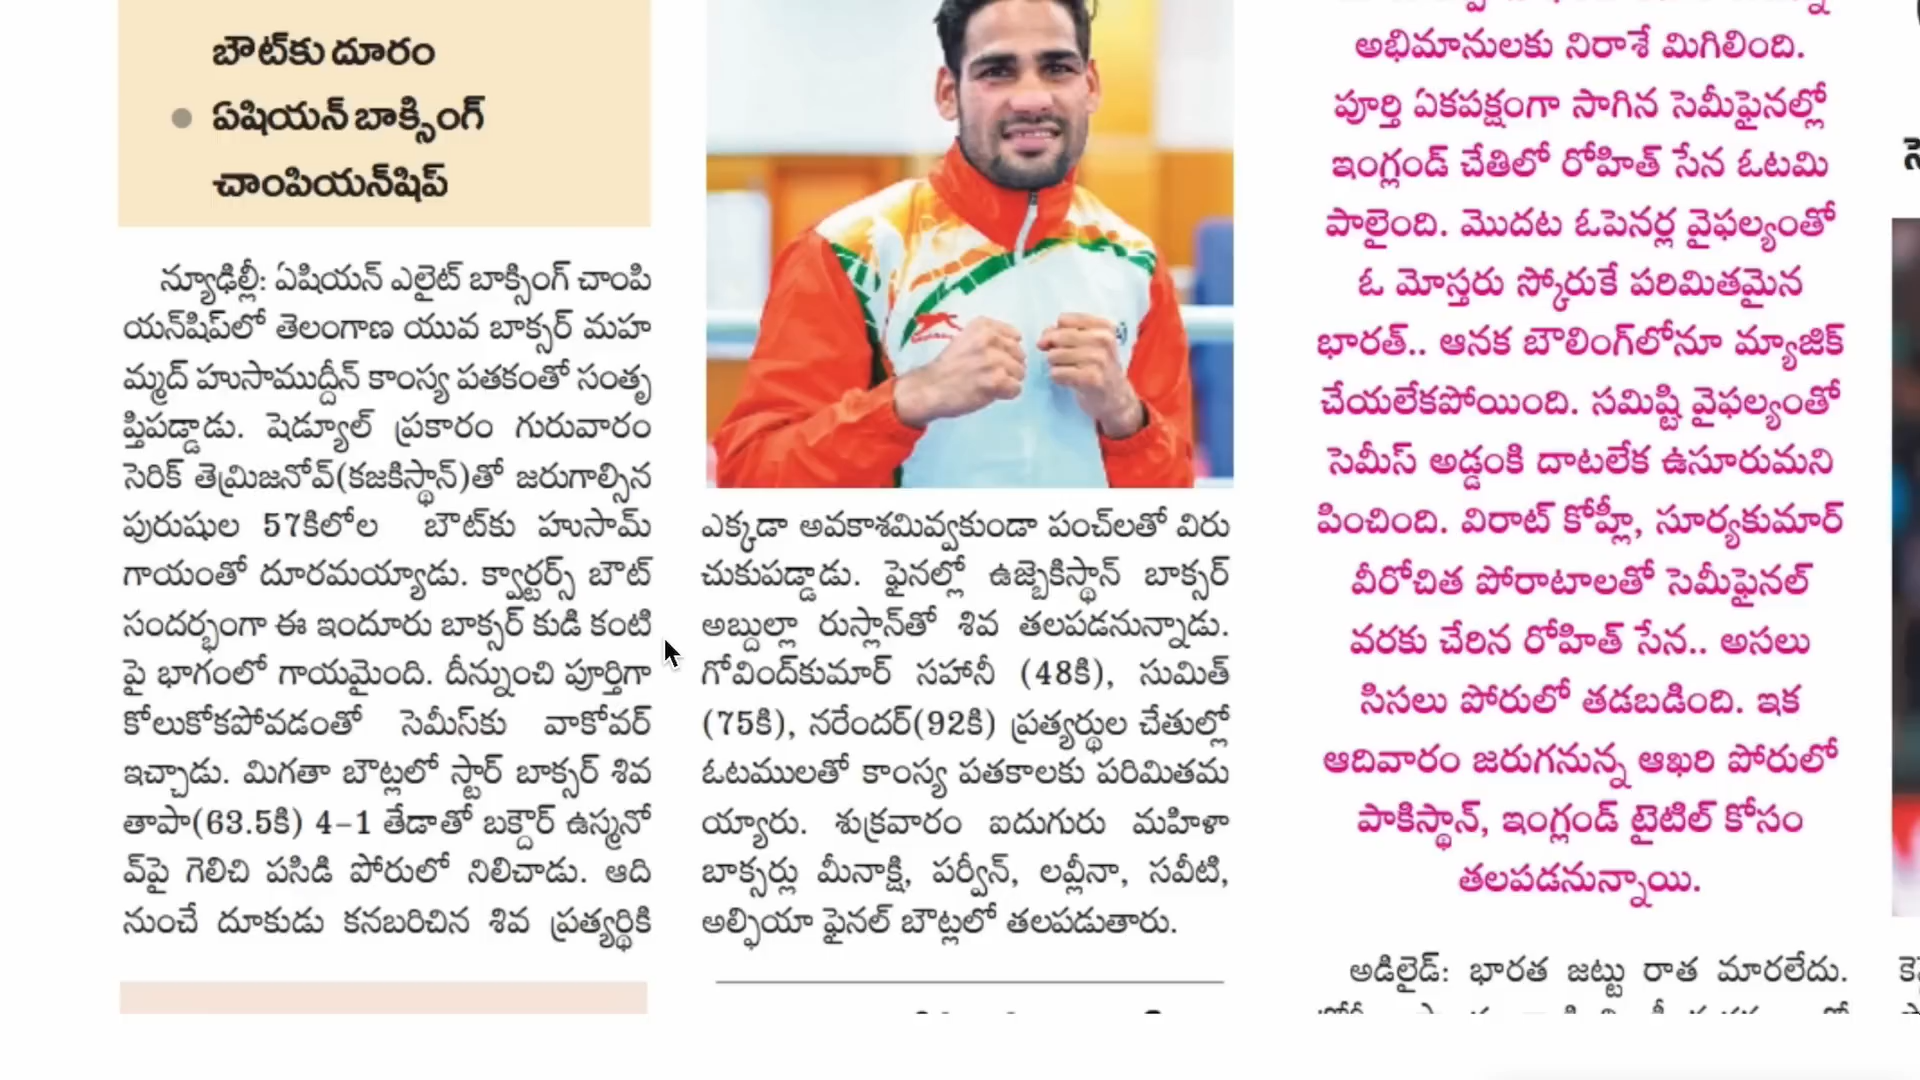 బౌట్‌కు దూరం
ఏషియన్ బాక్సింగ్
చాంపియన్‌షిప్
న్యూఢిల్లీ: ఏషియన్ ఎలైట్ బాక్సింగ్ చాంపి
యన్‌షిప్‌లో తెలంగాణ యువ బాక్సర్ మహ
మ్మద్ హుసాముద్దీన్ కాంస్య పతకంతో సంతృ
ప్తిపడ్డాడు. షెడ్యూల్ ప్రకారం గురువారం
సెరిక్ తెమ్రిజనోవ్(కజకిస్థాన్)తో జరుగాల్సిన
పురుషుల 57కిలోల బౌట్‌కు హుసామ్
గాయంతో దూరమయ్యాడు. క్వార్టర్స్ బౌట్
సందర్భంగా ఈ ఇందూరు బాక్సర్ కుడి కంటి
పై భాగంలో గాయమైంది. దీన్నుంచి పూర్తిగా
కోలుకోకపోవడంతో సెమీస్‌కు వాకోవర్
ఇచ్చాడు. మిగతా బౌట్లలో స్టార్ బాక్సర్ శివ
తాపా(63.5కి) 4-1 తేడాతో బక్దౌర్ ఉస్మనో
వ్‌పై గెలిచి పసిడి పోరులో నిలిచాడు. ఆది
నుంచే దూకుడు కనబరిచిన శివ ప్రత్యర్థికి
ఎక్కడా అవకాశమివ్వకుండా పంచ్‌లతో విరు
చుకుపడ్డాడు. ఫైనల్లో ఉజ్బెకిస్థాన్ బాక్సర్
అబ్దుల్లా రుస్లాన్‌తో శివ తలపడనున్నాడు.
గోవింద్‌కుమార్ సహానీ (48కి), సుమిత్
(75కి), నరేందర్(92కి) ప్రత్యర్థుల చేతుల్లో
ఓటములతో కాంస్య పతకాలకు పరిమితమ
య్యారు. శుక్రవారం ఐదుగురు మహిళా
బాక్సర్లు మీనాక్షి, పర్వీన్, లవ్లీనా, సవీటి,
అల్ఫియా ఫైనల్ బౌట్లలో తలపడుతారు.
అభిమానులకు నిరాశే మిగిలింది.
పూర్తి ఏకపక్షంగా సాగిన సెమీఫైనల్లో
ఇంగ్లండ్ చేతిలో రోహిత్ సేన ఓటమి
పాలైంది. మొదట ఓపెనర్ల వైఫల్యంతో
ఓ మోస్తరు స్కోరుకే పరిమితమైన
భారత్.. ఆనక బౌలింగ్‌లోనూ మ్యాజిక్
చేయలేకపోయింది. సమిష్టి వైఫల్యంతో
సెమీస్ అడ్డంకి దాటలేక ఉసూరుమని
పించింది. విరాట్ కోహ్లీ, సూర్యకుమార్
వీరోచిత పోరాటాలతో సెమీఫైనల్
వరకు చేరిన రోహిత్ సేన.. అసలు
సిసలు పోరులో తడబడింది. ఇక
ఆదివారం జరుగనున్న ఆఖరి పోరులో
పాకిస్థాన్, ఇంగ్లండ్ టైటిల్ కోసం
తలపడనున్నాయి.
అడిలైడ్: భారత జట్టు రాత మారలేదు.